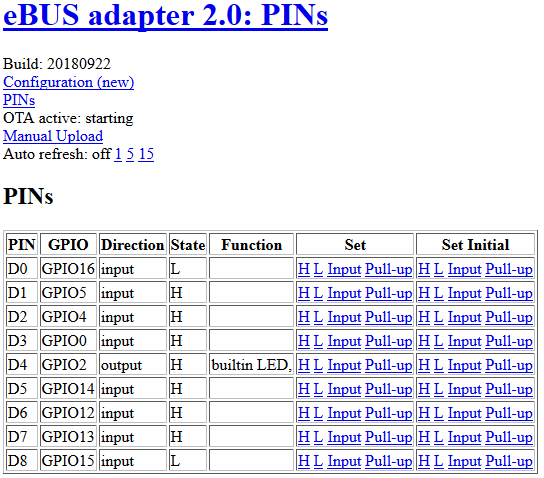 eBUS adapter 2.0: PINs
Build: 20180922
Configuration (new)
PINs
OTA active: starting
Manual Upload
Auto refresh: off 1 5 15
PINs
PIN GPIO Direction State Function Set Set Initial
D0 GPIO16 input L H L Input Pull-up H L Input Pull-up
D1 GPIO5 input H H L Input Pull-up H L Input Pull-up
D2 GPIO4 input H H L Input Pull-up H L Input Pull-up
D3 GPIO0 input H H L Input Pull-up H L Input Pull-up
D4 GPIO2 output H builtin LED, H L Input Pull-up H L Input Pull-up
D5 GPIO14 input H H L Input Pull-up H L Input Pull-up
D6 GPIO12 input H H L Input Pull-up H L Input Pull-up
D7 GPIO13 input H H L Input Pull-up H L Input Pull-up
D8 GPIO15 input L H L Input Pull-up H L Input Pull-up